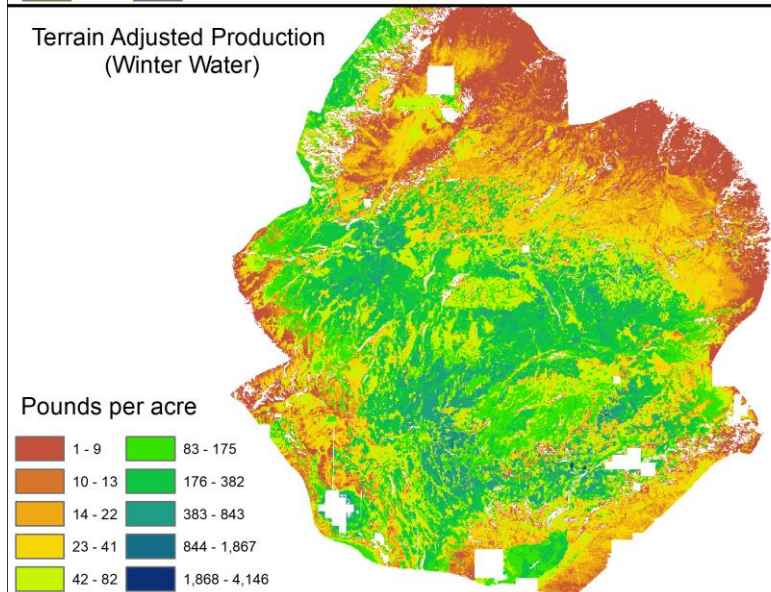 Terrain Adjusted Production
(Winter Water)
Pounds per acre
1 - 9
10 - 13
14 - 22
23 - 41
42 - 82
83 - 175
176 - 382
383 - 843
844 - 1,867
1,868 - 4,146